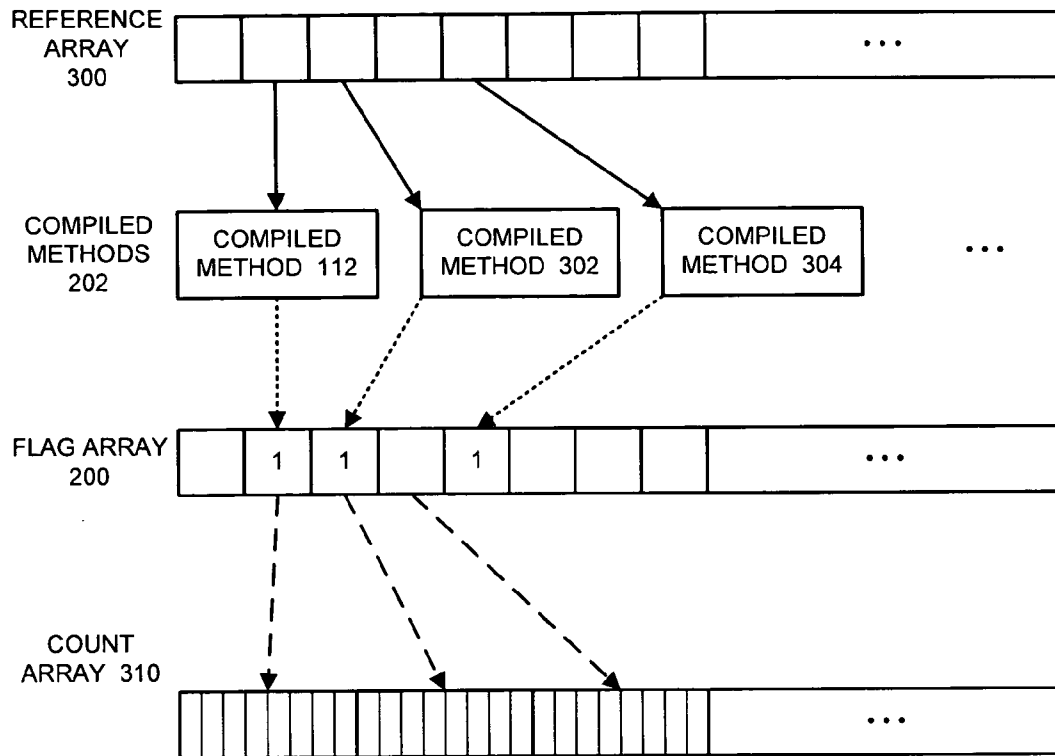 REFERENCE
ARRAY
300
• • •
COMPILED
METHODS
202
COMPILED
METHOD 112
COMPILED
METHOD 302
COMPILED
METHOD 304
• • •
FLAG ARRAY
200
1
1
1
• • •
COUNT
ARRAY 310
• • •